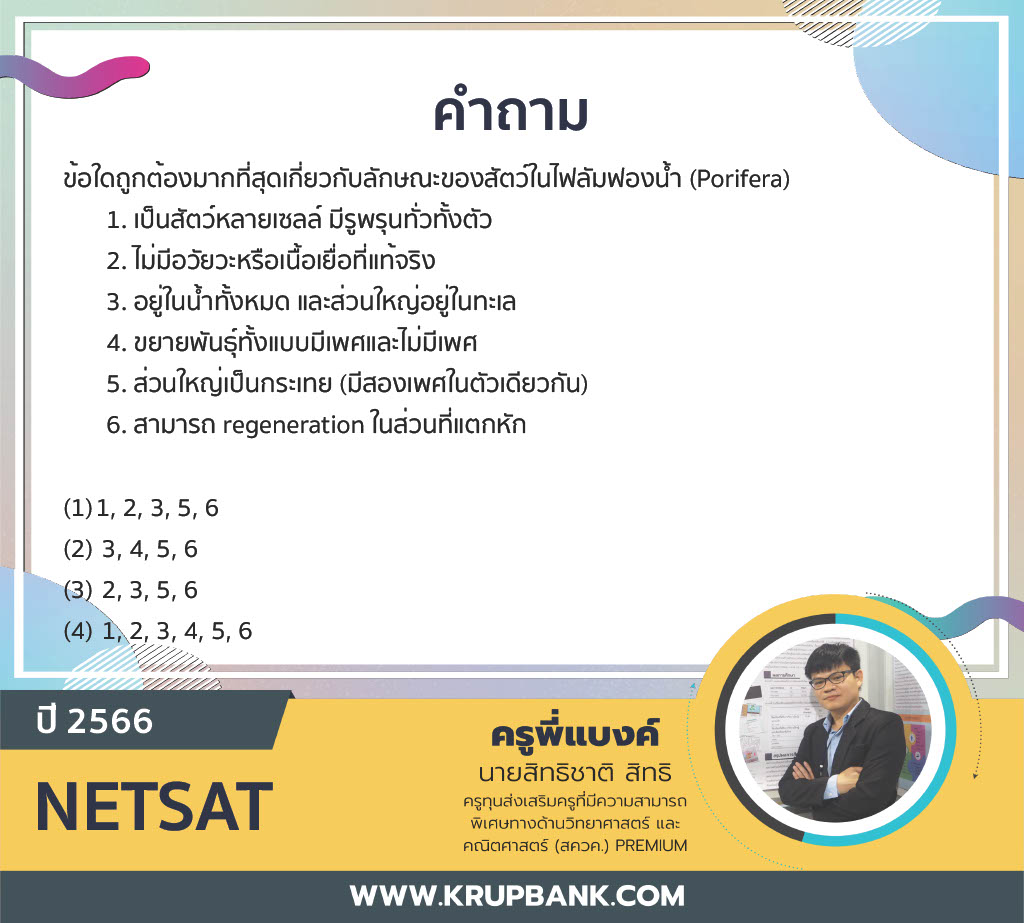 คำถาม
ข้อใดถูกต้องมากที่สุดเกี่ยวกับลักษณะของสัตว์ในไฟลัมฟองน้ำ (Porifera)
1. เป็นสัตว์หลายเซลล์ มีรูพรุนทั่วทั้งตัว
2. ไม่มีอวัยวะหรือเนื้อเยื่อที่แท้จริง
3. อยู่ในน้ำทั้งหมด และส่วนใหญ่อยู่ในทะเล
4. ขยายพันธุ์ทั้งแบบมีเพศและไม่มีเพศ
5. ส่วนใหญ่เป็นกระเทย (มีสองเพศในตัวเดียวกัน)
6. สามารถ regeneration ในส่วนที่แตกหัก
(1) 1, 2, 3, 5, 6
(2) 3, 4, 5, 6
(3) 2, 3, 5, 6
(4) 1, 2, 3, 4, 5, 6
ปี 2566
NETSAT
ครูพี่แบงค์
นายสิทธิชาติ สิทธิ
ครูทุนส่งเสริมครูที่มีความสามารถ
พิเศษทางด้านวิทยาศาสตร์ และ
คณิตศาสตร์ (สควค.) PREMIUM
WWW.KRUPBANK.COM